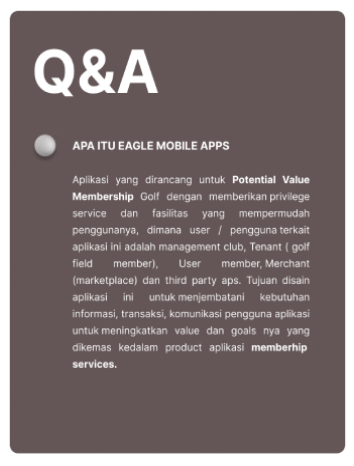 Q&A
APA ITU EAGLE MOBILE APPS
Aplikasi yang dirancang untuk Potential Value
Membership Golf dengan memberikan privilege
service dan fasilitas yang mempermudah
penggunanya, dimana user / pengguna terkait
aplikasi ini adalah management club, Tenant ( golf
field member), User member, Merchant
(marketplace) dan third party aps. Tujuan disain
aplikasi ini untuk menjembatani kebutuhan
informasi, transaksi, komunikasi pengguna aplikasi
untuk meningkatkan value dan goals nya yang
dikemas kedalam product aplikasi memberhip
services.